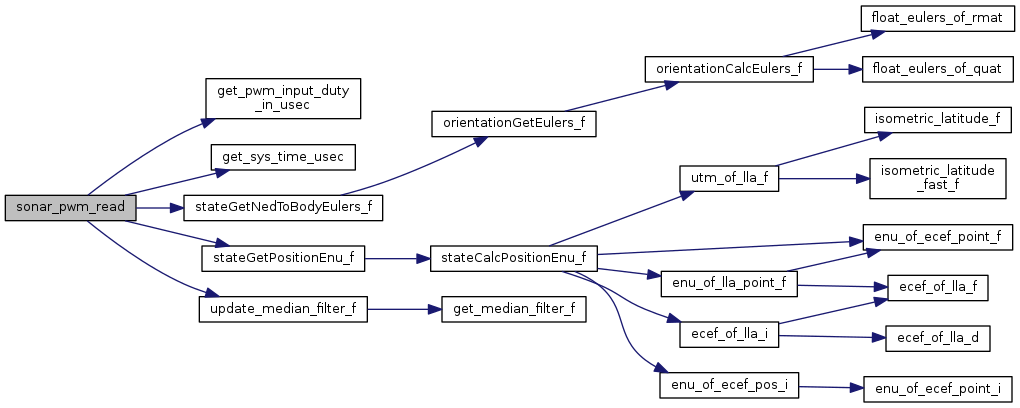 sonar_pwm_read
get_pwm_input_duty
_in_usec
get_sys_time_usec
stateGetNedToBodyEulers_f
stateGetPositionEnu_f
update_median_filter_f
orientationGetEulers_f
stateCalcPositionEnu_f
get_median_filter_f
orientationCalcEulers_f
utm_of_lla_f
enu_of_lla_point_f
ecef_of_lla_i
enu_of_ecef_pos_i
float_eulers_of_rmat
float_eulers_of_quat
isometric_latitude_f
isometric_latitude
_fast_f
enu_of_ecef_point_f
ecef_of_lla_f
ecef_of_lla_d
enu_of_ecef_point_i